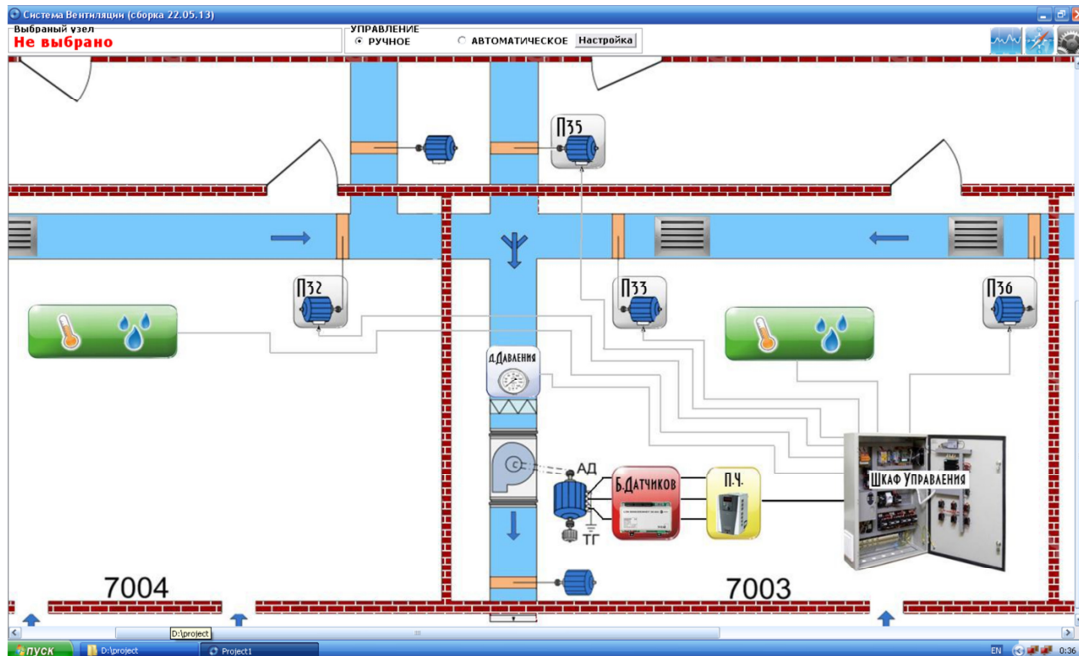 Система Вентиляции (сборка 22.05.13)
Выбраный узел
Не выбрано
УПРАВЛЕНИЕ
РУЧНОЕ
АВТОМАТИЧЕСКОЕ
Настройка
П35
П32
П33
П36
д.Давления
АД
ТГ
Б.Датчиков
П.Ч.
Шкаф Управления
7004
7003
D:\project
пуск
D:\project
Project1
EN
0:36